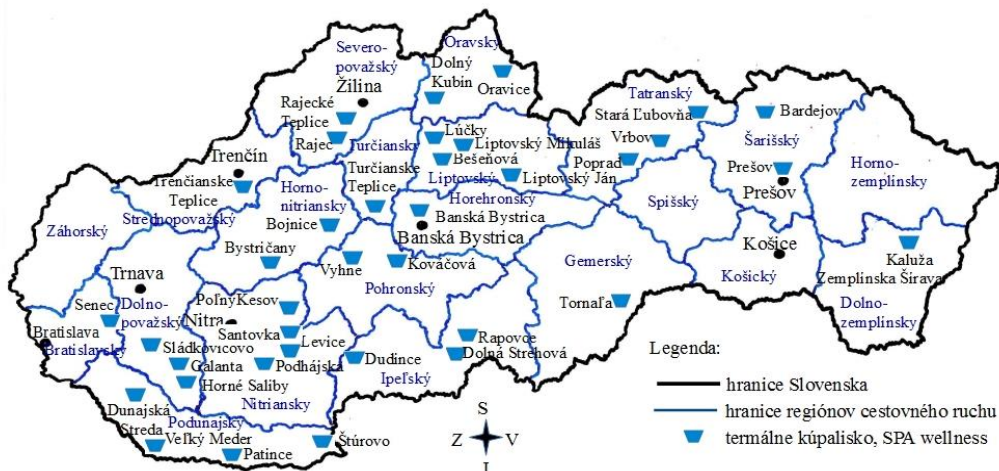 Severo-
považský
Žilina
Rajecké
Teplice
Rajec
Oravský
Dolný
Kubín
Oravice
Tatranský
Stará Ľubovňa
Vrbov
Poprad
Bardejov
Šarišský
Prešov
Prešov
Horno-
zemplínsky
Lúčky
Liptovský Mikuláš
Bešeňová
Liptovský
Liptovský Ján
Turčiansky
Turčianske
Teplice
Trenčín
Trenčianske
Teplice
Strednopovažský
Horno-
nitriansky
Bojnice
Bystričany
Horehronský
Banská Bystrica
Banská Bystrica
Spišský
Košice
Košický
Kaluža
Zemplínska Šírava
Dolno-
zemplínsky
Záhorský
Trnava
Senec
Dolno-
považský
Bratislava
Bratislavský
Sládkovicovo
Galanta
Horné Saliby
Dunajská
Streda
Podunajský
Veľký Meder
Patince
Štúrovo
Poľný Kesov
Nitra
Santovka
Levice
Podhájska
Nitriansky
Vyhne
Kováčová
Pohronský
Dudince
Ipeľský
Rapovce
Dolná Strehová
Gemerský
Tornaľa
S
Z V
J
Legenda:
hranice Slovenska
hranice regiónov cestovného ruchu
termálne kúpalisko, SPA wellness